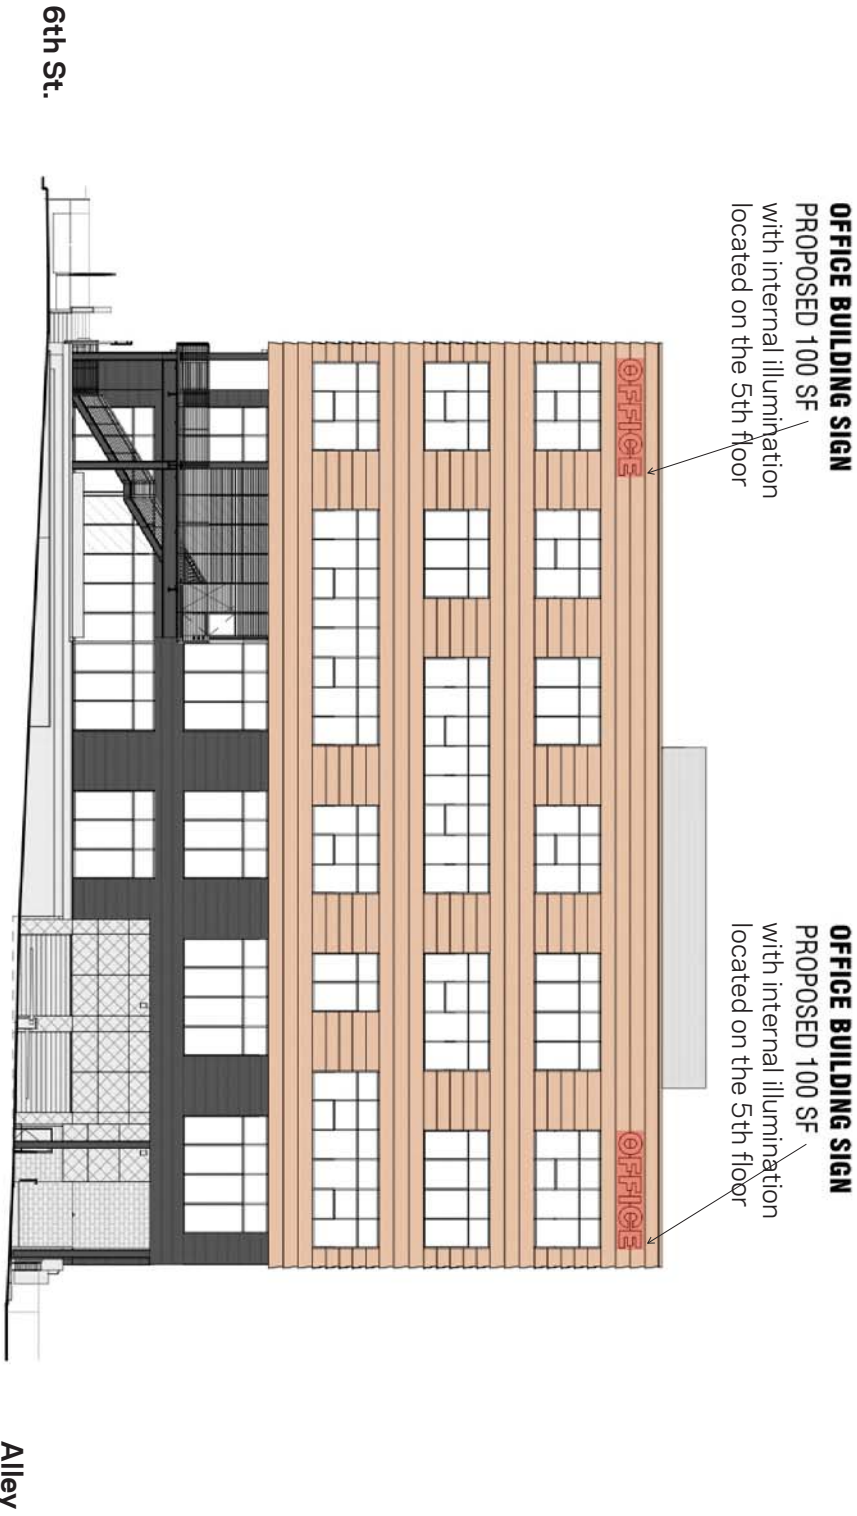 OFFICE BUILDING SIGN
PROPOSED 100 SF
with internal illumination
located on the 5th floor
OFFICE BUILDING SIGN
PROPOSED 100 SF
with internal illumination
located on the 5th floor
OFFICE
OFFICE
6th St.
Alley